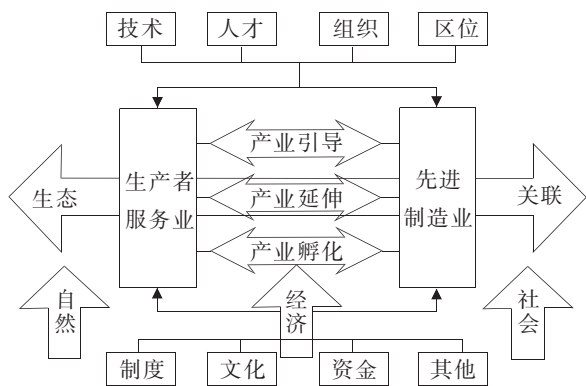 技术 人才 组织 区位
产业引导
生态 生产者 服务业 产业延伸 先进 制造业 关联
产业孵化
自然 经济 社会
制度 文化 资金 其他